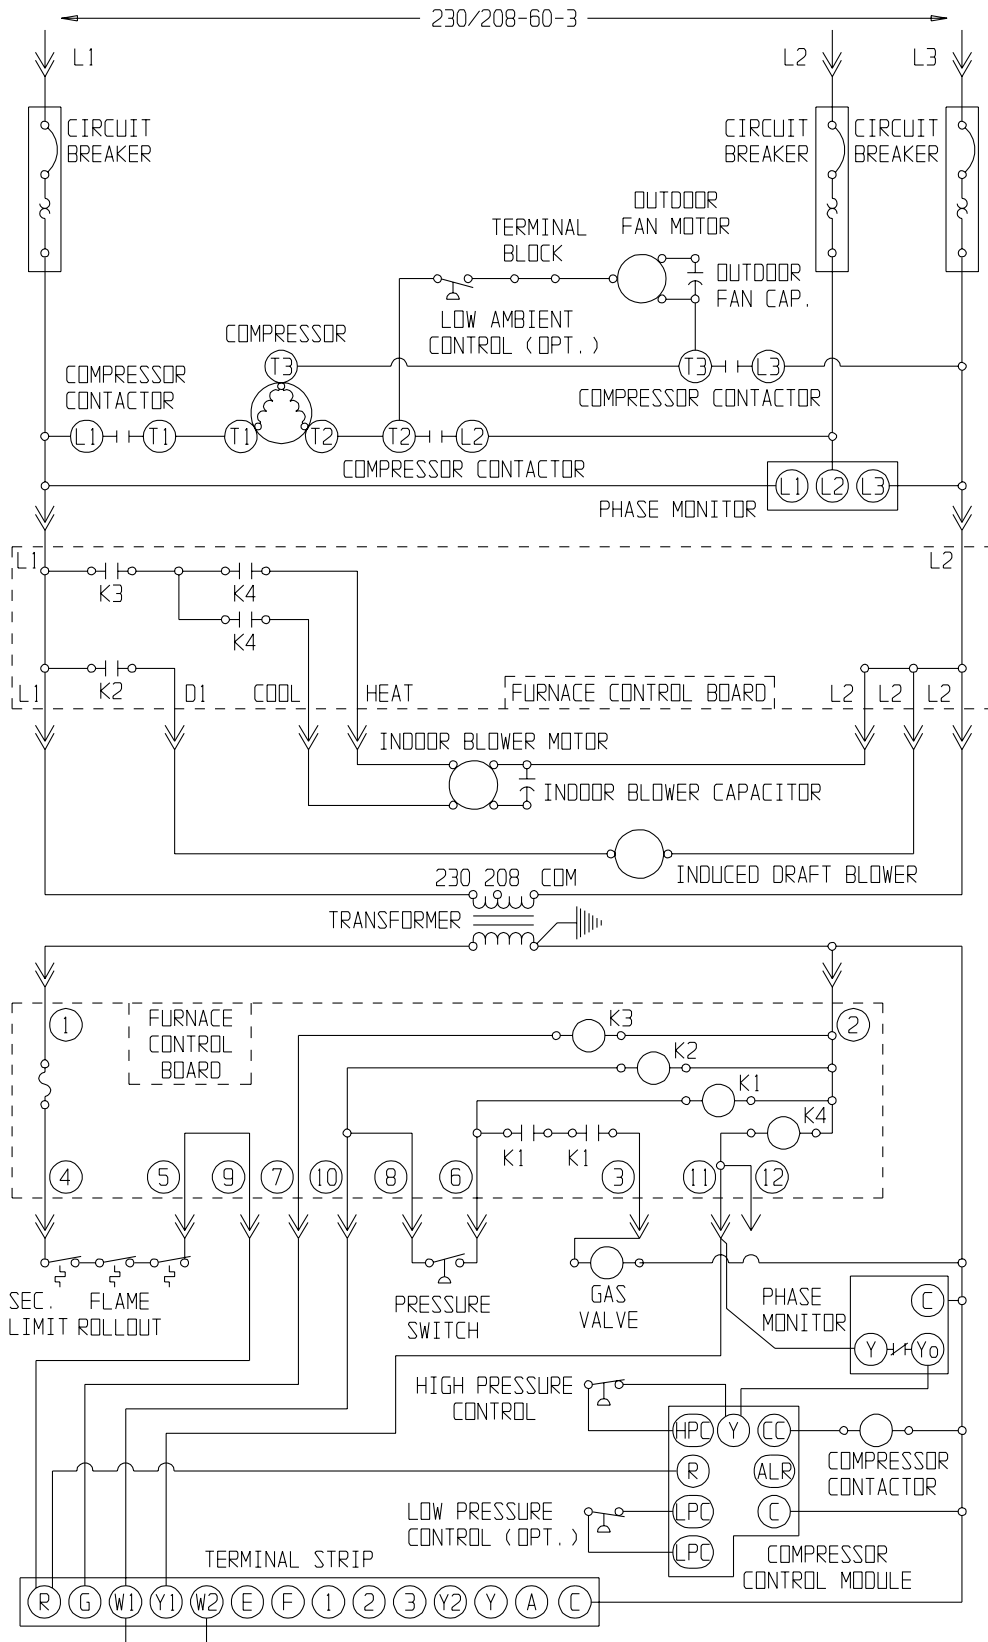 230/208-60-3
L1
L2
L3
CIRCUIT
BREAKER
CIRCUIT
BREAKER
CIRCUIT
BREAKER
OUTDOOR
FAN MOTOR
TERMINAL
BLOCK
OUTDOOR
FAN CAP.
LOW AMBIENT
CONTROL (OPT.)
COMPRESSOR
T3
T3
L3
COMPRESSOR
CONTACTOR
COMPRESSOR CONTACTOR
L1
T1
T1
T2
T2
L2
COMPRESSOR CONTACTOR
L1
L2
L3
PHASE MONITOR
L1
L2
K3
K4
K4
L1
K2
D1
COOL
HEAT
FURNACE CONTROL BOARD
L2
L2
L2
INDOOR BLOWER MOTOR
INDOOR BLOWER CAPACITOR
INDUCED DRAFT BLOWER
230 208 COM
TRANSFORMER
1
FURNACE
CONTROL
BOARD
K3
2
K2
K1
K4
K1
K1
4
5
9
7
10
8
6
3
11
12
SEC.
LIMIT
FLAME
ROLLOUT
PRESSURE
SWITCH
GAS
VALVE
PHASE
MONITOR
C
Y
Yo
HIGH PRESSURE
CONTROL
HPC
Y
CC
COMPRESSOR
CONTACTOR
R
ALR
LOW PRESSURE
CONTROL (OPT.)
LPC
C
LPC
COMPRESSOR
CONTROL MODULE
TERMINAL STRIP
R
G
W1
Y1
W2
E
F
1
2
3
Y2
Y
A
C